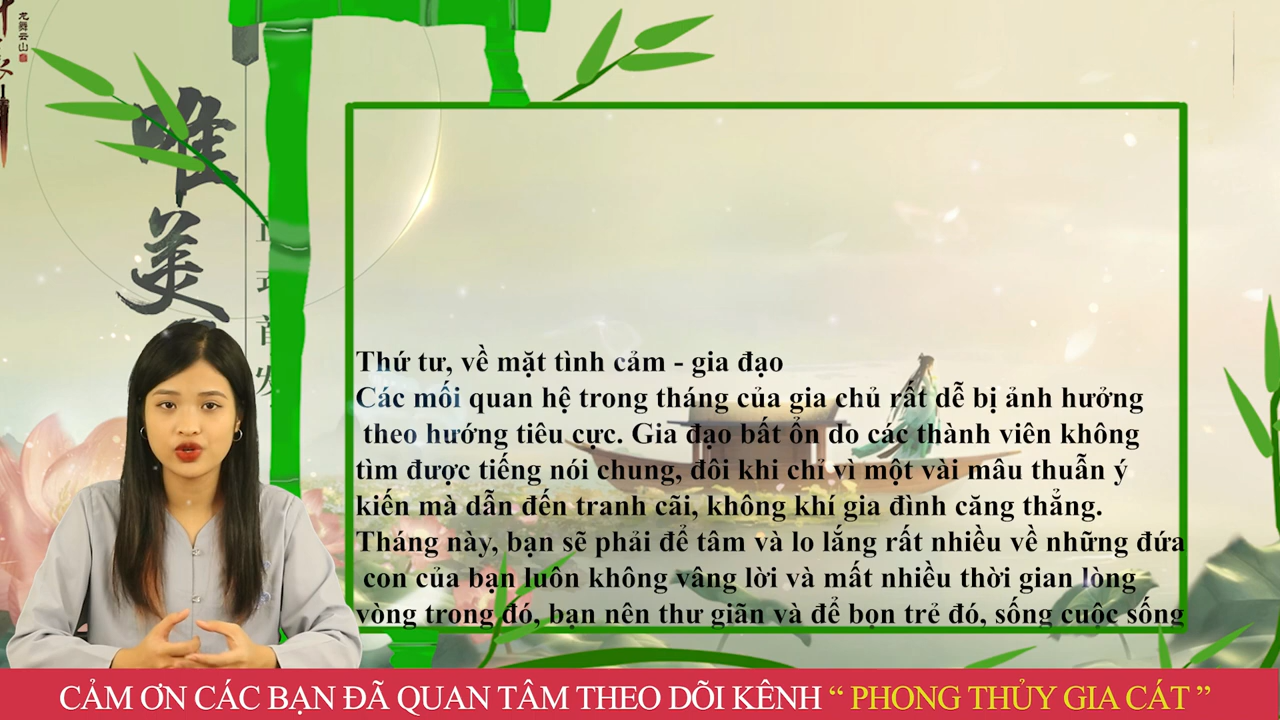 龙舞云山
唯
美
Thứ tư, về mặt tình cảm - gia đạo
Các mối quan hệ trong tháng của gia chủ rất dễ bị ảnh hưởng
theo hướng tiêu cực. Gia đạo bất ổn do các thành viên không
tìm được tiếng nói chung, đôi khi chỉ vì một vài mâu thuẫn ý
kiến mà dẫn đến tranh cãi, không khí gia đình căng thẳng.
Tháng này, bạn sẽ phải để tâm và lo lắng rất nhiều về những đứa
con của bạn luôn không vâng lời và mất nhiều thời gian lòng
vòng trong đó, bạn nên thư giãn và để bọn trẻ đó, sống cuộc sống
CẢM ƠN CÁC BẠN ĐÃ QUAN TÂM THEO DÕI KÊNH “ PHONG THỦY GIA CÁT ”